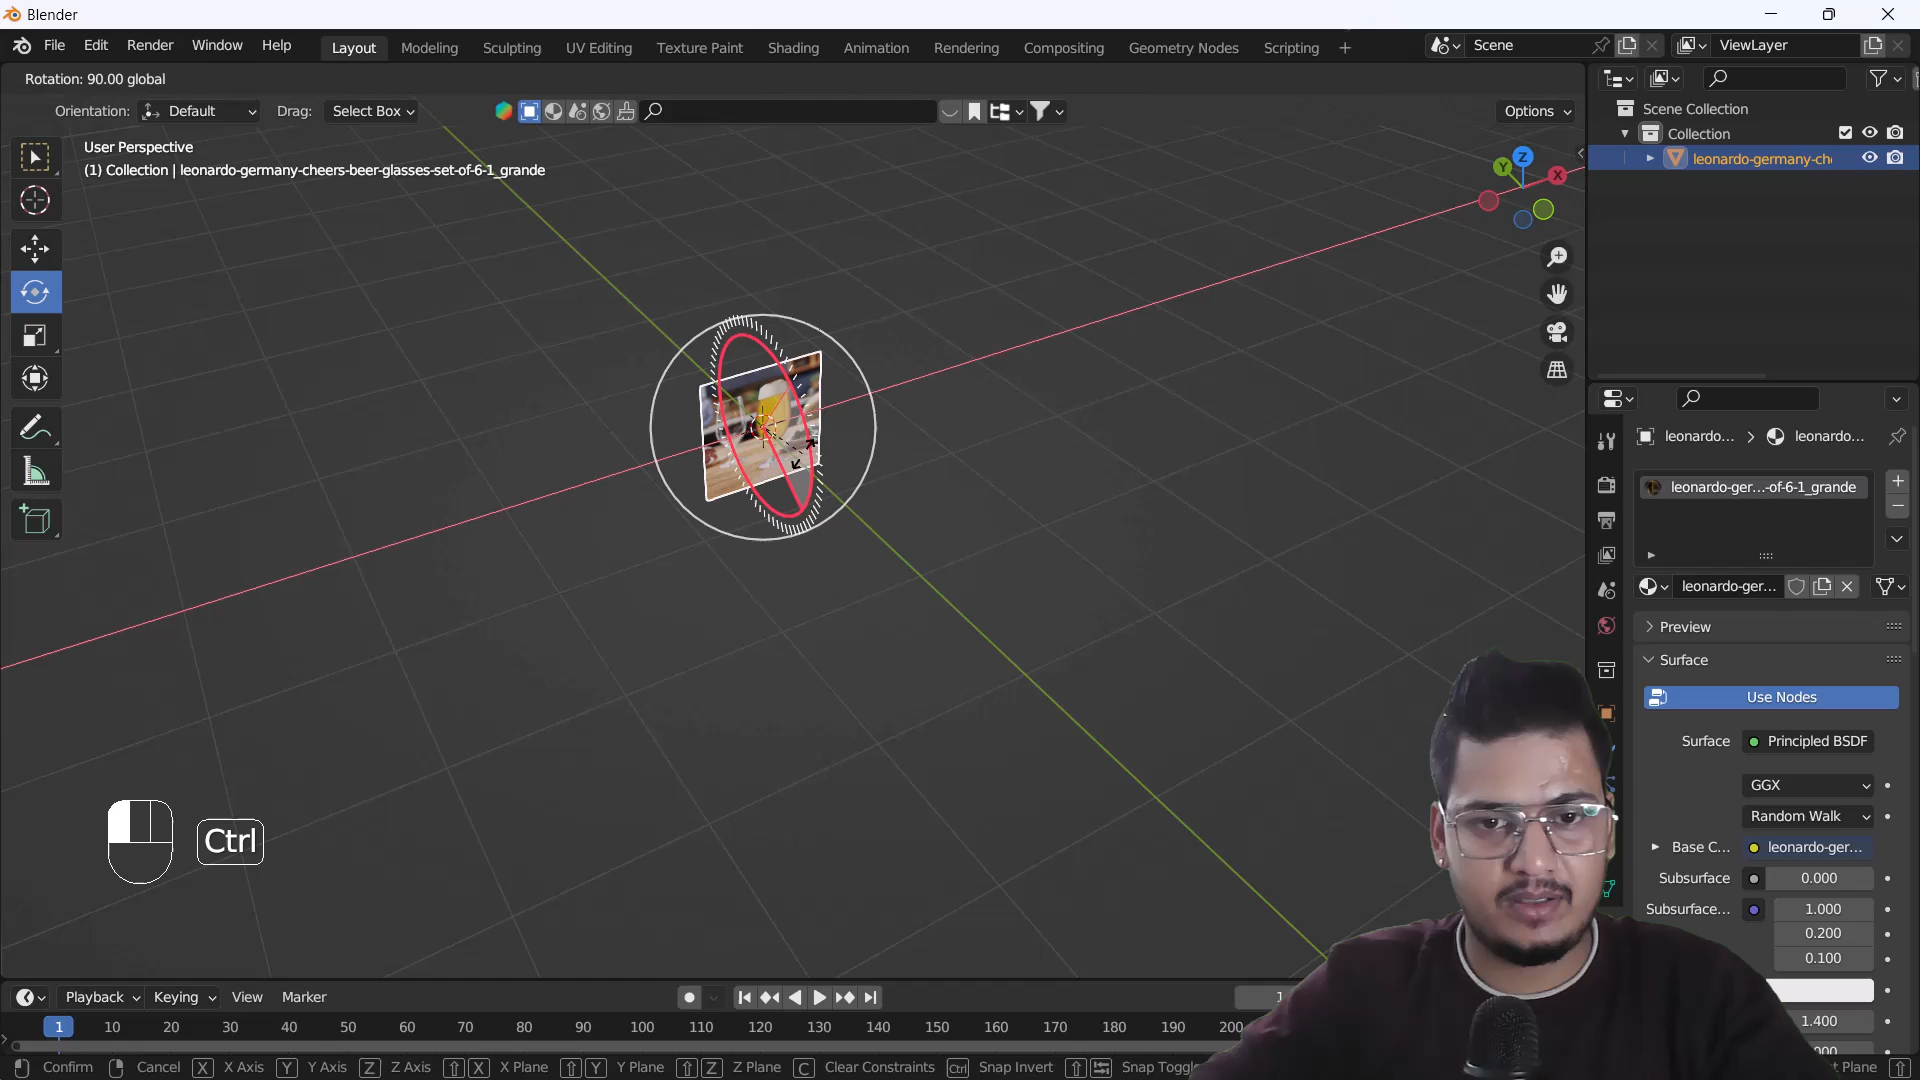 Blender
File Edit Render Window Help
Layout Modeling Sculpting UV Editing Texture Paint Shading Animation Rendering Compositing Geometry Nodes Scripting +
Scene
ViewLayer
Rotation: 90.00 global
Orientation: Default Drag: Select Box
Options
User Perspective
(1) Collection | leonardo-germany-cheers-beer-glasses-set-of-6-1_grande
Z
Y
X
Scene Collection
Collection
leonardo-germany-che
leonardo... > leonardo...
leonardo-ger...-of-6-1_grande
leonardo-ger...
Preview
Surface
Use Nodes
Surface Principled BSDF
GGX
Random Walk
Base C... leonardo-ger...
Subsurface 0.000
Subsurface... 1.000
0.200
0.100
1.400
Ctrl
Playback Keying View Marker
1
1 10 20 30 40 50 60 70 80 90 100 110 120 130 140 150 160 170 180 190 200
Confirm Cancel X X Axis Y Y Axis Z Z Axis X X Plane Y Y Plane Z Z Plane C Clear Constraints Ctrl Snap Invert Snap Toggle
t Plane